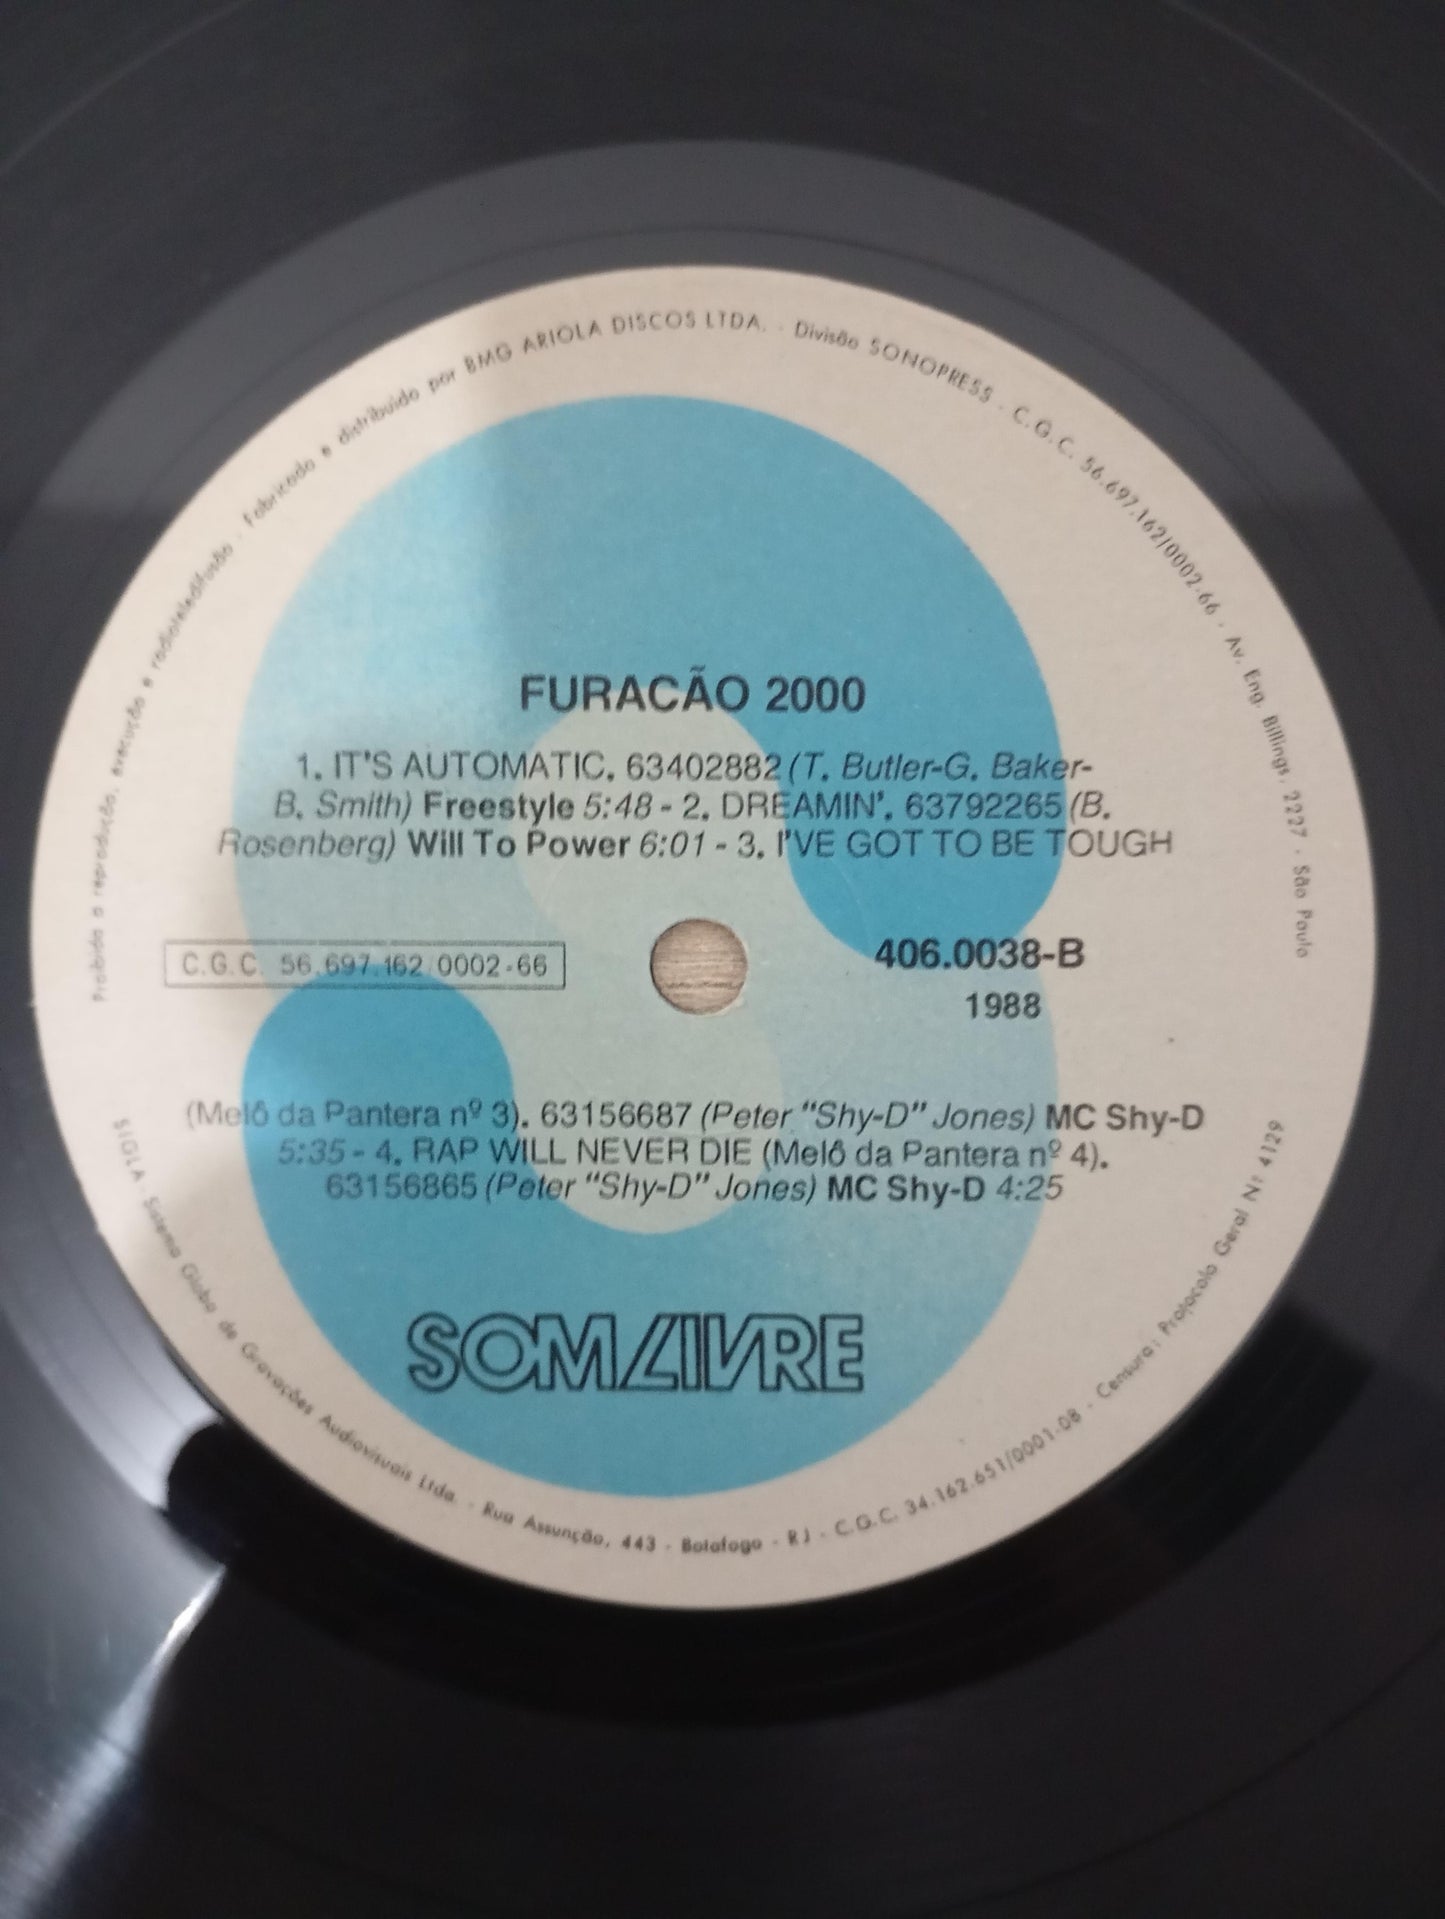 Proibida a reprodução, execução e radioteledifusão · Fabricado e distribuido por BMG ARIOLA DISCOS LTDA. · Divisão SONOPRESS · C.G.C. 56.697.162/0002-66 · Av. Eng. Billings, 2227 · São Paulo
FURACÃO 2000
1. IT'S AUTOMATIC. 63402882 (T. Butler-G. Baker-
B. Smith) Freestyle 5:48 - 2. DREAMIN'. 63792265 (B.
Rosenberg) Will To Power 6:01 - 3. I'VE GOT TO BE TOUGH
C.G.C. 56.697.162/0002-66
406.0038-B
1988
(Melô da Pantera nº 3). 63156687 (Peter "Shy-D" Jones) MC Shy-D
5:35 - 4. RAP WILL NEVER DIE (Melô da Pantera nº 4).
63156865 (Peter "Shy-D" Jones) MC Shy-D 4:25
SOM LIVRE
SIGLA · Sistema Globo de Gravações Audiovisuais Ltda. · Rua Assunção, 443 · Botafogo · RJ · C.G.C. 34.162.651/0001-08 · Censura: Protocolo Geral Nº 4129